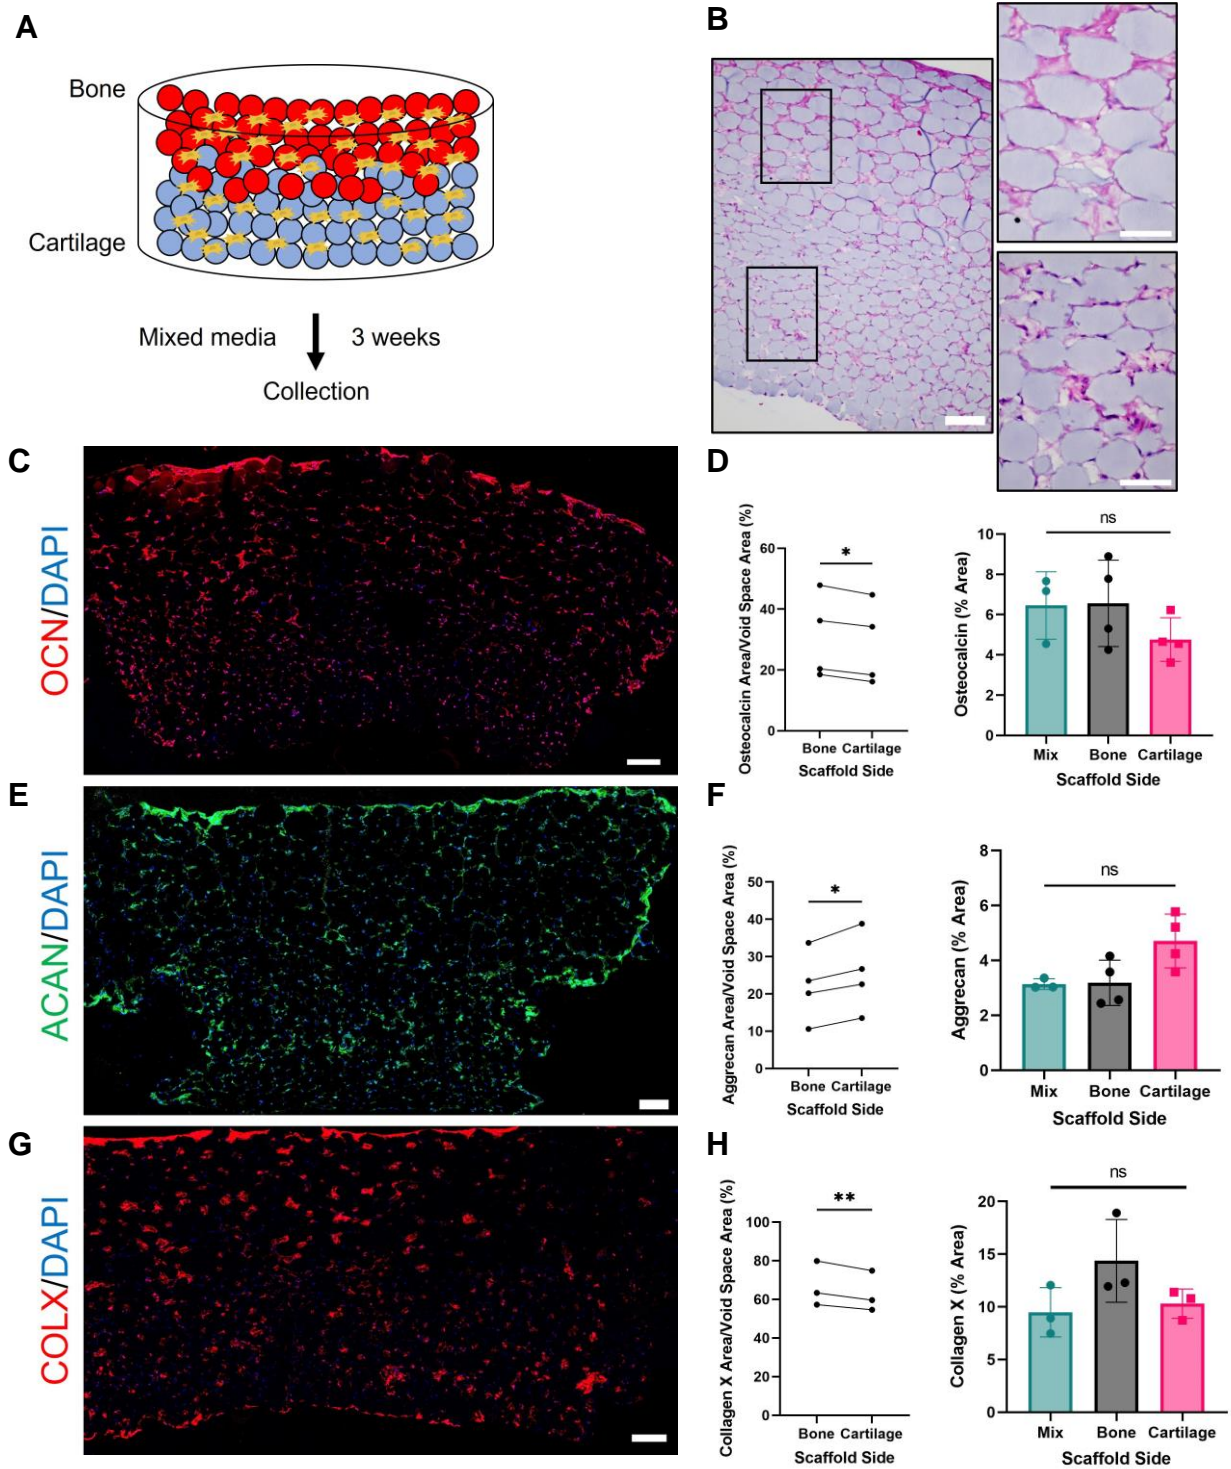 A
Bone
Cartilage
Mixed media
3 weeks
Collection
B
C
OCN/DAPI
D
Osteocalcin Area/Void Space Area (%)
60
40
20
0
*
Bone Cartilage
Scaffold Side
Osteocalcin (% Area)
10
8
6
4
2
0
ns
Mix Bone Cartilage
Scaffold Side
E
ACAN/DAPI
F
Aggrecan Area/Void Space Area (%)
50
40
30
20
10
0
*
Bone Cartilage
Scaffold Side
Aggrecan (% Area)
8
6
4
2
0
ns
Mix Bone Cartilage
Scaffold Side
G
COLX/DAPI
H
Collagen X Area/Void Space Area (%)
100
80
60
40
20
0
**
Bone Cartilage
Scaffold Side
Collagen X (% Area)
20
15
10
5
0
ns
Mix Bone Cartilage
Scaffold Side